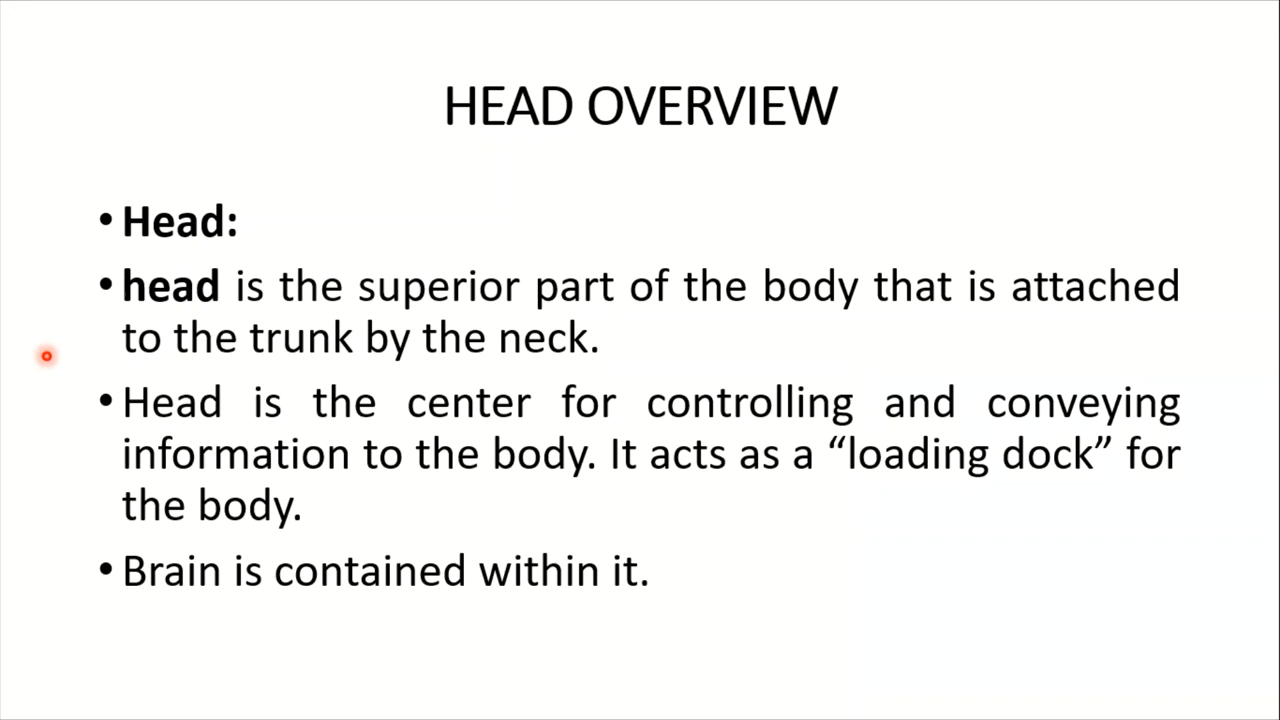 HEAD OVERVIEW
• Head:
• head is the superior part of the body that is attached
to the trunk by the neck.
• Head is the center for controlling and conveying
information to the body. It acts as a “loading dock” for
the body.
• Brain is contained within it.